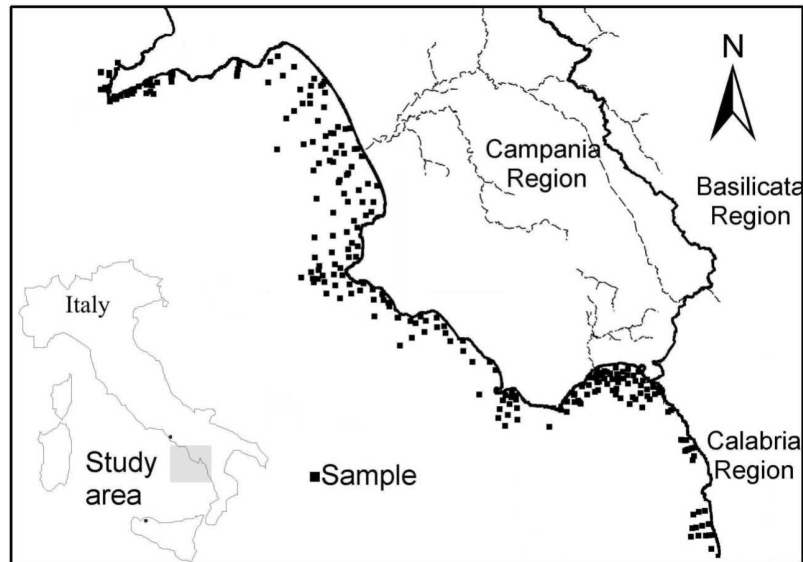 N
Campania
Region
Basilicata
Region
Italy
Calabria
Region
Study
area
Sample